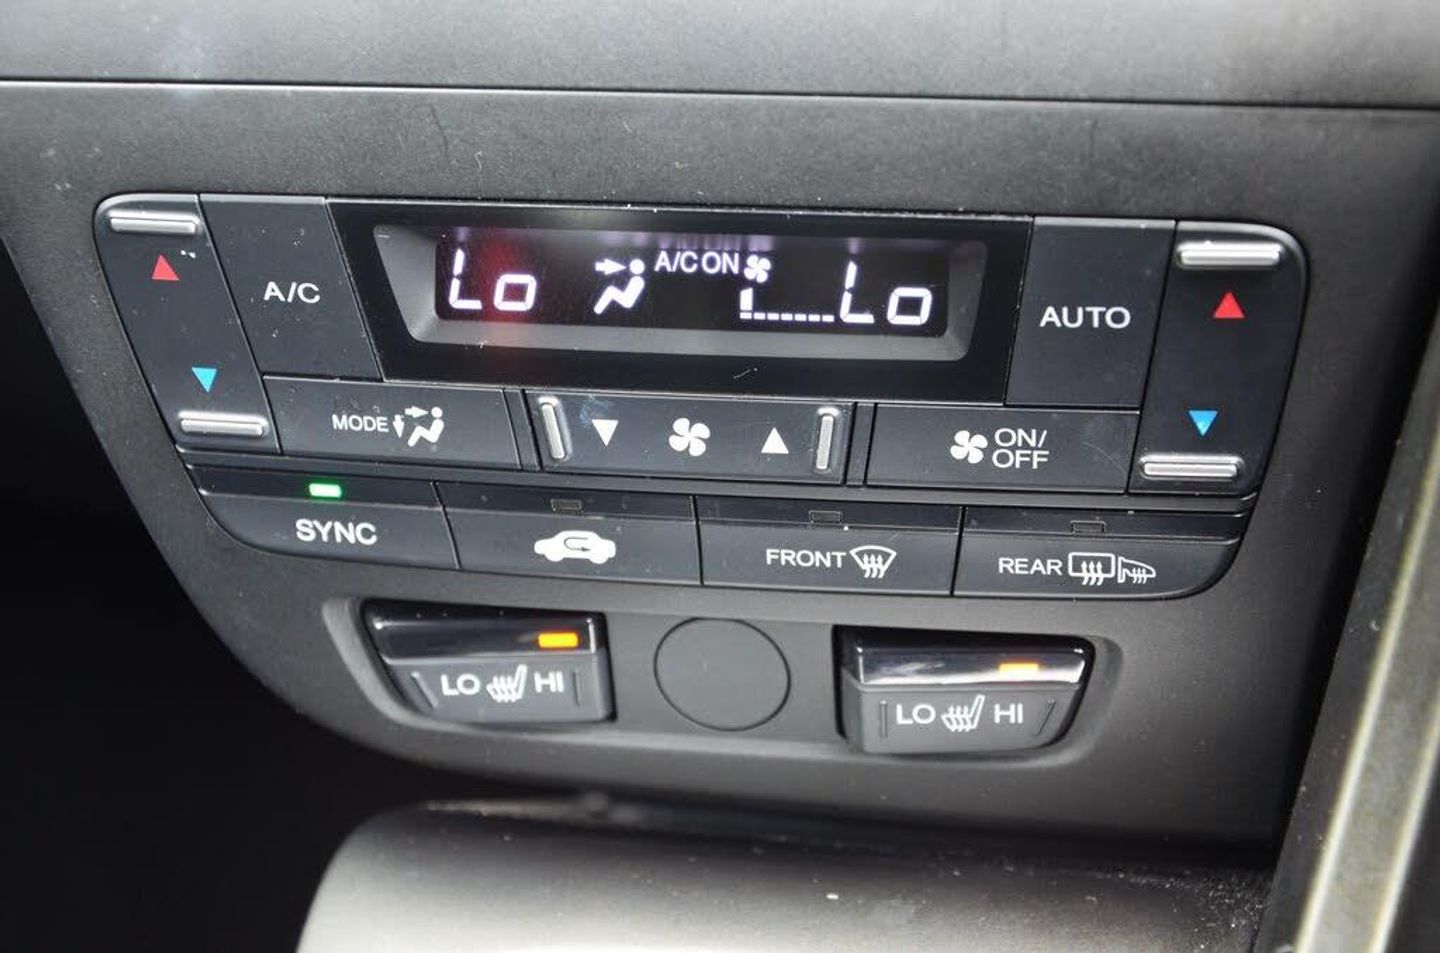 Lo A/C ON Lo
A/C
AUTO
MODE
ON/
OFF
SYNC
FRONT
REAR
LO HI
LO HI